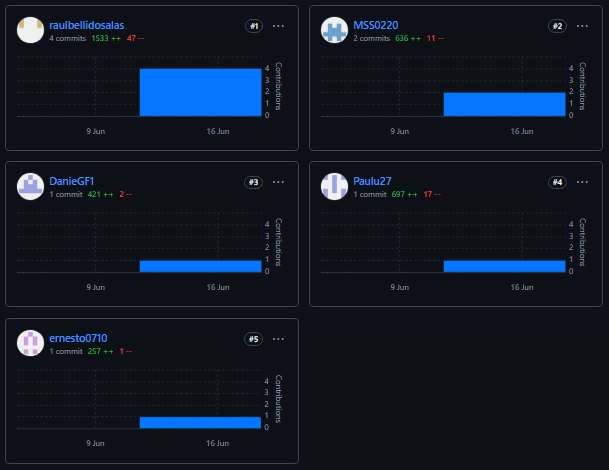 raulbellidosalas #1 ···
4 commits 1533 ++ 47 --
4
3
2
1
0
Contributions
9 Jun 16 Jun
MSS0220 #2 ···
2 commits 636 ++ 11 --
4
3
2
1
0
Contributions
9 Jun 16 Jun
DanieGF1 #3 ···
1 commit 421 ++ 2 --
4
3
2
1
0
Contributions
9 Jun 16 Jun
Paulu27 #4 ···
1 commit 697 ++ 17 --
4
3
2
1
0
Contributions
9 Jun 16 Jun
ernesto0710 #5 ···
1 commit 257 ++ 1 --
4
3
2
1
0
Contributions
9 Jun 16 Jun